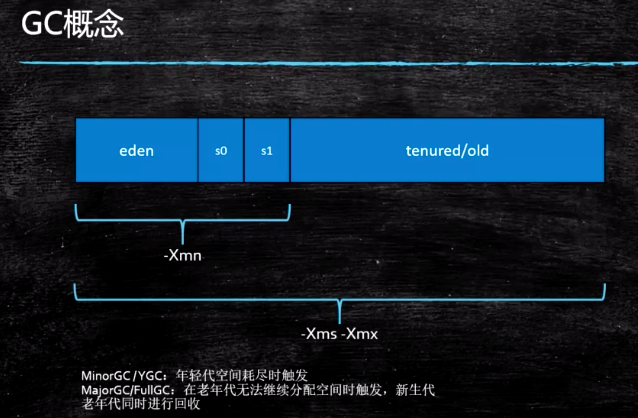 GC概念
eden
s0
s1
tenured/old
-Xmn
-Xms -Xmx
MinorGC/YGC：年轻代空间耗尽时触发
MajorGC/FullGC：在老年代无法继续分配空间时触发，新生代
老年代同时进行回收